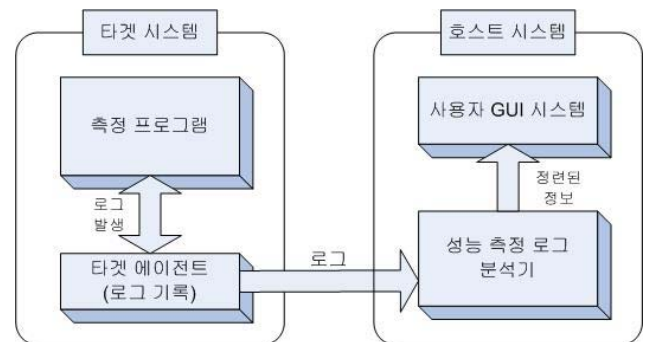 타겟 시스템
측정 프로그램
로그
발생
타겟 에이전트
(로그 기록)
로그
호스트 시스템
사용자 GUI 시스템
정련된
정보
성능 측정 로그
분석기